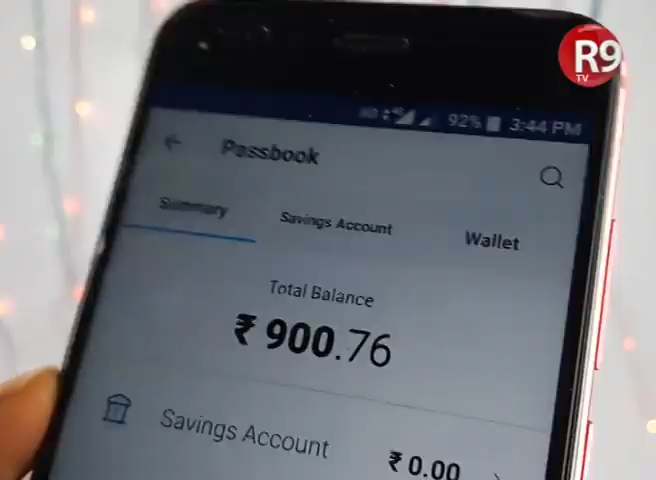 R9
TV
92% 3:44 PM
Passbook
Summary Savings Account Wallet
Total Balance
₹ 900.76
Savings Account ₹ 0.00